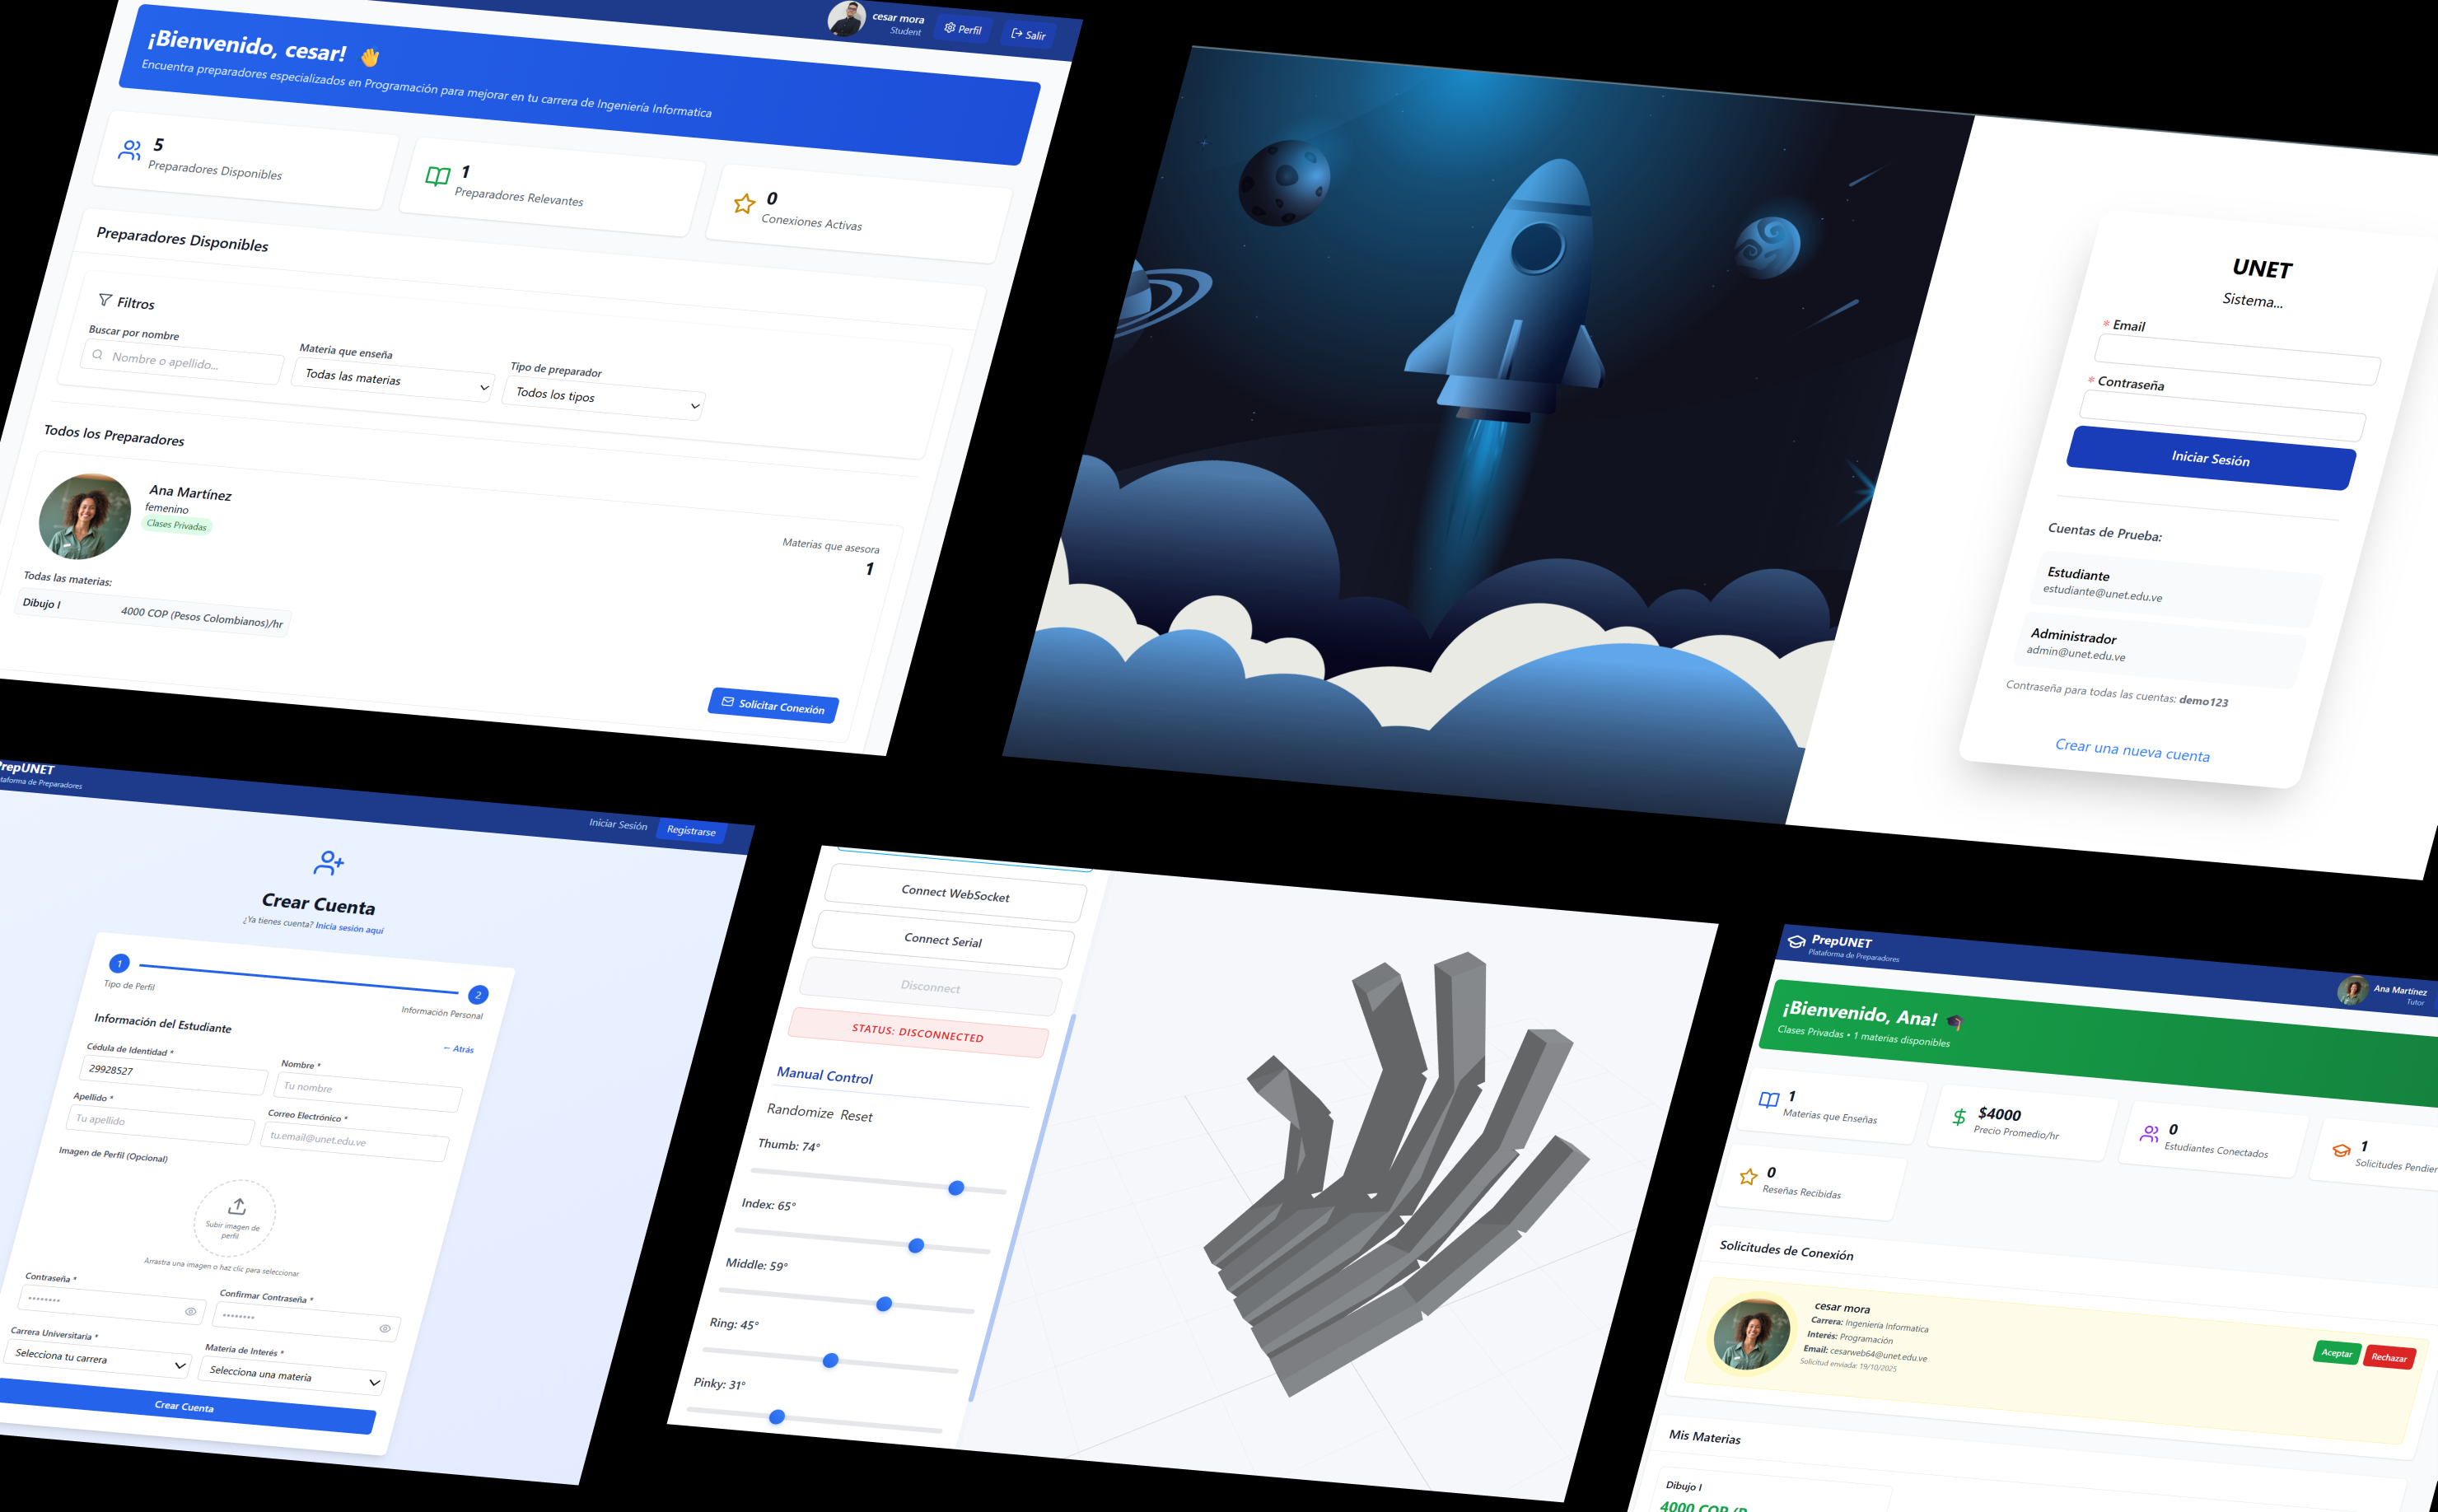 cesar mora
Student
Perfil
Salir
¡Bienvenido, cesar! 👋
Encuentra preparadores especializados en Programación para mejorar en tu carrera de Ingeniería Informatica
5
Preparadores Disponibles
1
Preparadores Relevantes
0
Conexiones Activas
Preparadores Disponibles
Filtros
Buscar por nombre
Nombre o apellido...
Materia que enseña
Todas las materias
Tipo de preparador
Todos los tipos
Todos los Preparadores
Ana Martínez
femenino
Clases Privadas
Materias que asesora
1
Todas las materias:
Dibujo I 4000 COP (Pesos Colombianos)/hr
Solicitar Conexión
UNET
Sistema...
* Email
* Contraseña
Iniciar Sesión
Cuentas de Prueba:
Estudiante
estudiante@unet.edu.ve
Administrador
admin@unet.edu.ve
Contraseña para todas las cuentas: demo123
Crear una nueva cuenta
PrepUNET
ataforma de Preparadores
Iniciar Sesión
Registrarse
Crear Cuenta
¿Ya tienes cuenta? Inicia sesión aquí
1
2
Tipo de Perfil
Información Personal
Información del Estudiante
← Atrás
Cédula de Identidad *
29928527
Nombre *
Tu nombre
Apellido *
Tu apellido
Correo Electrónico *
tu.email@unet.edu.ve
Imagen de Perfil (Opcional)
Subir imagen de
perfil
Arrastra una imagen o haz clic para seleccionar
Contraseña *
Confirmar Contraseña *
Carrera Universitaria *
Selecciona tu carrera
Materia de Interés *
Selecciona una materia
Crear Cuenta
Connect WebSocket
Connect Serial
Disconnect
STATUS: DISCONNECTED
Manual Control
Randomize Reset
Thumb: 74°
Index: 65°
Middle: 59°
Ring: 45°
Pinky: 31°
PrepUNET
Plataforma de Preparadores
Ana Martínez
Tutor
¡Bienvenido, Ana! 🎓
Clases Privadas • 1 materias disponibles
1
Materias que Enseñas
$4000
Precio Promedio/hr
0
Estudiantes Conectados
1
Solicitudes Pendier
0
Reseñas Recibidas
Solicitudes de Conexión
cesar mora
Carrera: Ingeniería Informatica
Interés: Programación
Email: cesarweb64@unet.edu.ve
Solicitud enviada: 19/10/2025
Aceptar
Rechazar
Mis Materias
Dibujo I
4000 COP